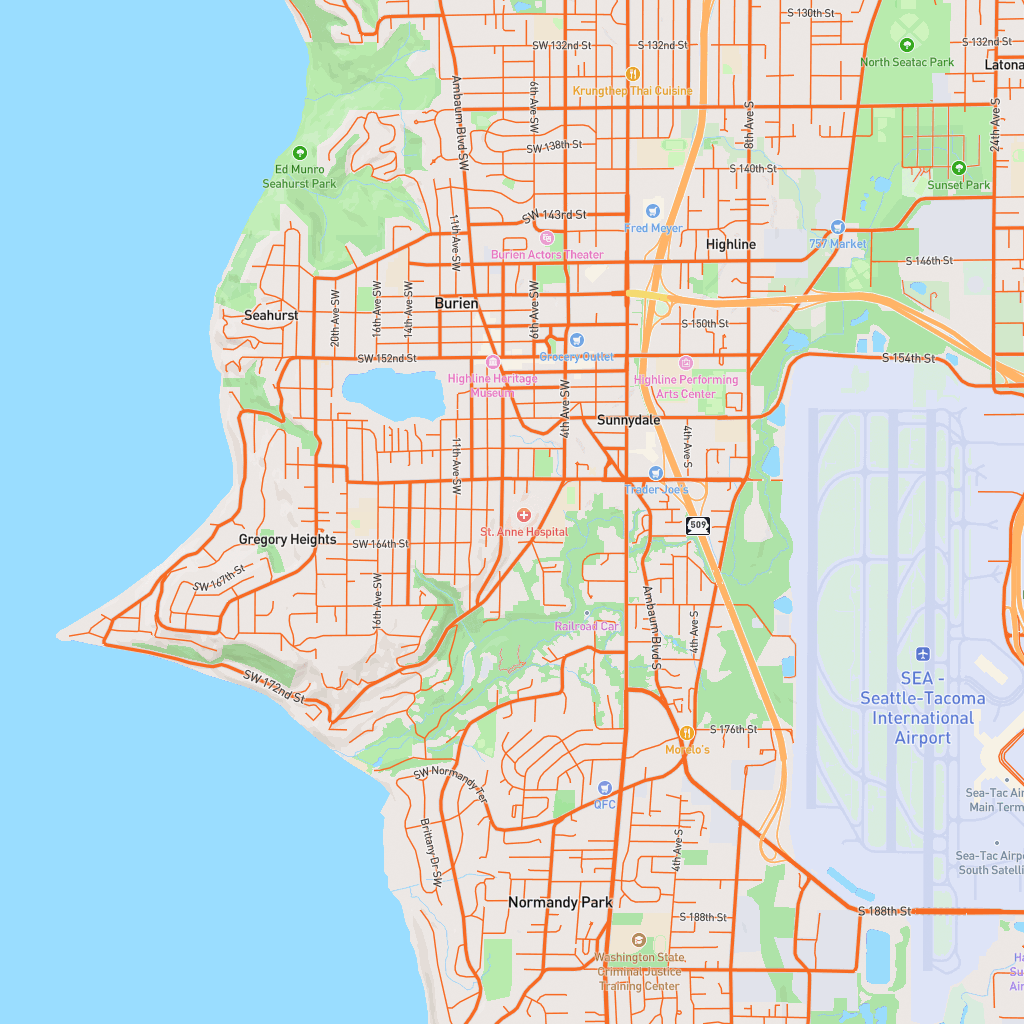 S 130th St
SW 132nd St
S 132nd St
S 132nd St
North Seatac Park
Latona
Krungthep Thai Cuisine
Ambaum Blvd SW
6th Ave SW
8th Ave S
24th Ave S
SW 138th St
Ed Munro
Seahurst Park
S 140th St
Sunset Park
11th Ave SW
SW 143rd St
Fred Meyer
757 Market
Highline
Burien Actors Theater
S 146th St
20th Ave SW
16th Ave SW
14th Ave SW
Burien
6th Ave SW
Seahurst
S 150th St
SW 152nd St
Grocery Outlet
S 154th St
Highline Heritage
Museum
Highline Performing
Arts Center
4th Ave SW
Sunnydale
11th Ave SW
4th Ave S
Trader Joe's
St. Anne Hospital
509
Gregory Heights
SW 164th St
SW 167th St
16th Ave SW
Ambaum Blvd S
4th Ave S
Railroad Car
SW 172nd St
SEA -
Seattle-Tacoma
International
Airport
S 176th St
Morelo's
SW Normandy Ter
QFC
Sea-Tac Air
Main Term
Brittany Dr SW
4th Ave S
Sea-Tac Airpo
South Satelli
Normandy Park
S 188th St
S 188th St
Washington State,
Criminal Justice
Training Center
Ha
Su
Air